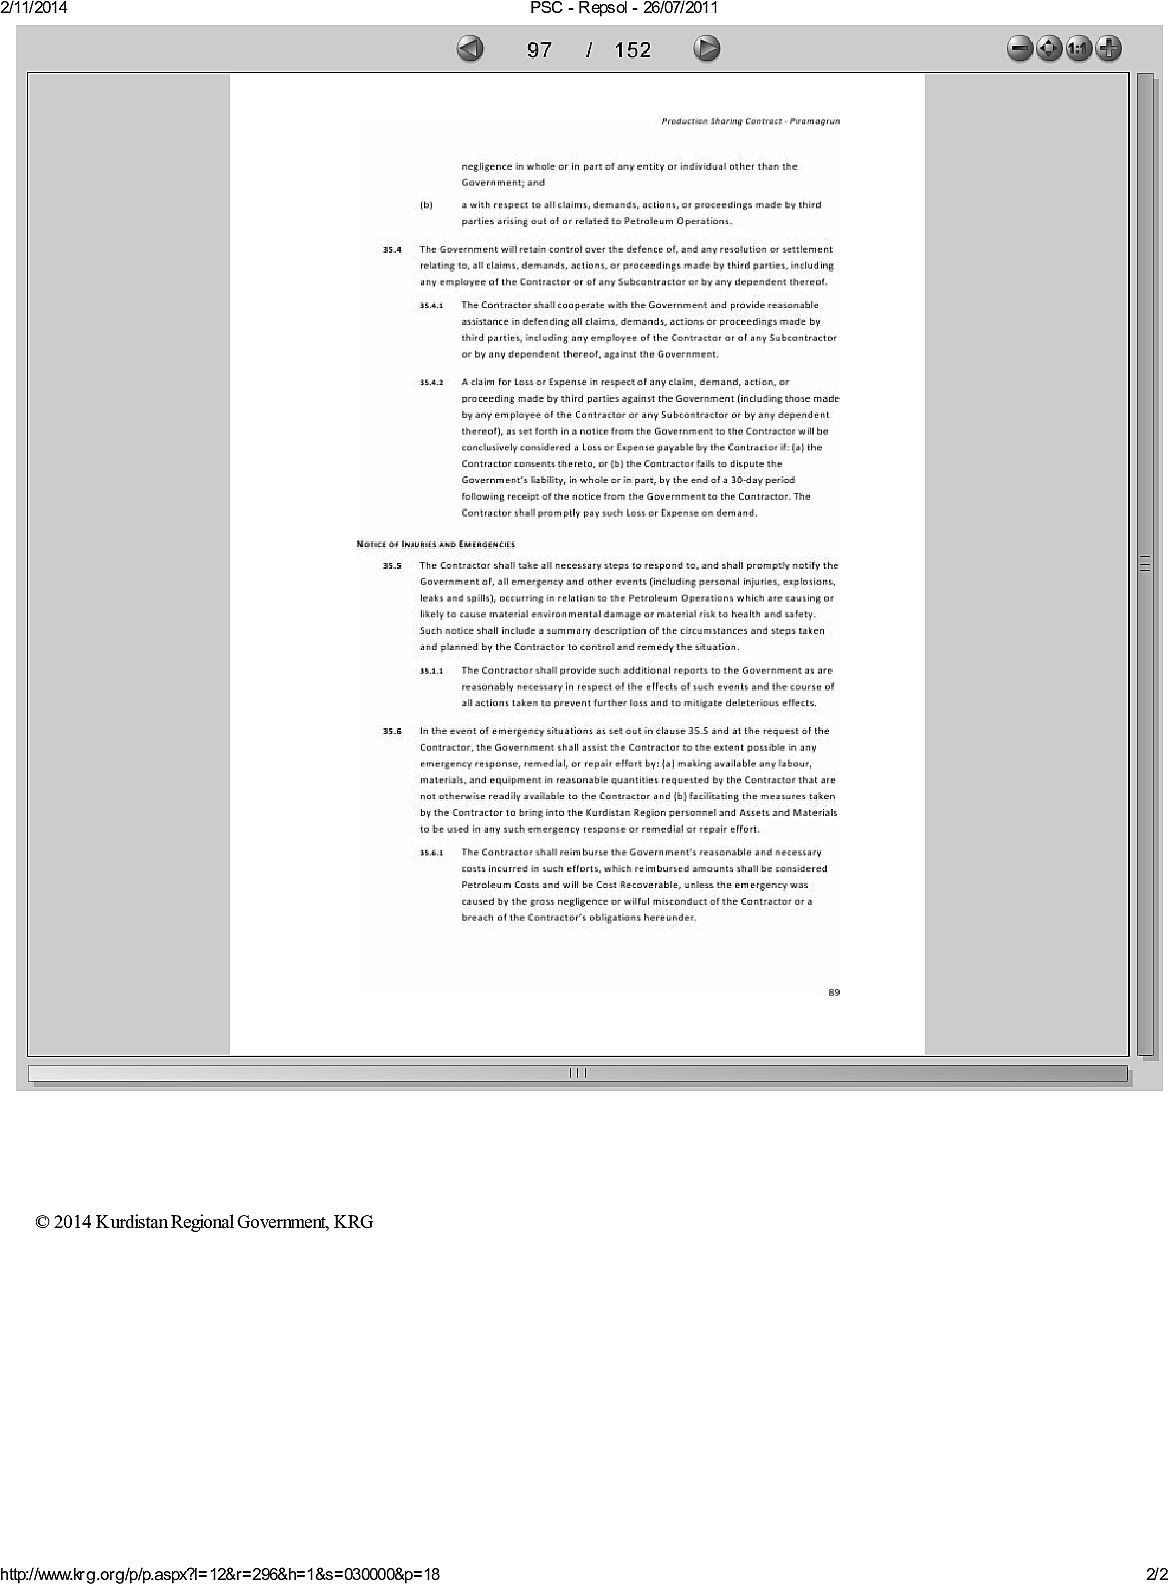 2/11/2014 PSC - Repsol - 26/07/2011
97 / 152
1:1
Production Sharing Contract - Piramagrun
negligence in whole or in part of any entity or individual other than the
Government; and
(b) a with respect to all claims, demands, actions, or proceedings made by third
parties arising out of or related to Petroleum Operations.
35.4 The Government will retain control over the defence of, and any resolution or settlement
relating to, all claims, demands, actions, or proceedings made by third parties, including
any employee of the Contractor or of any Subcontractor or by any dependent thereof.
35.4.1 The Contractor shall cooperate with the Government and provide reasonable
assistance in defending all claims, demands, actions or proceedings made by
third parties, including any employee of the Contractor or of any Subcontractor
or by any dependent thereof, against the Government.
35.4.2 A claim for Loss or Expense in respect of any claim, demand, action, or
proceeding made by third parties against the Government (including those made
by any employee of the Contractor or any Subcontractor or by any dependent
thereof), as set forth in a notice from the Government to the Contractor will be
conclusively considered a Loss or Expense payable by the Contractor if: (a) the
Contractor consents thereto, or (b) the Contractor fails to dispute the
Government's liability, in whole or in part, by the end of a 30-day period
following receipt of the notice from the Government to the Contractor. The
Contractor shall promptly pay such Loss or Expense on demand.
NOTICE OF INJURIES AND EMERGENCIES
35.5 The Contractor shall take all necessary steps to respond to, and shall promptly notify the
Government of, all emergency and other events (including personal injuries, explosions,
leaks and spills), occurring in relation to the Petroleum Operations which are causing or
likely to cause material environmental damage or material risk to health and safety.
Such notice shall include a summary description of the circumstances and steps taken
and planned by the Contractor to control and remedy the situation.
35.1.1 The Contractor shall provide such additional reports to the Government as are
reasonably necessary in respect of the effects of such events and the course of
all actions taken to prevent further loss and to mitigate deleterious effects.
35.6 In the event of emergency situations as set out in clause 35.5 and at the request of the
Contractor, the Government shall assist the Contractor to the extent possible in any
emergency response, remedial, or repair effort by: (a) making available any labour,
materials, and equipment in reasonable quantities requested by the Contractor that are
not otherwise readily available to the Contractor and (b) facilitating the measures taken
by the Contractor to bring into the Kurdistan Region personnel and Assets and Materials
to be used in any such emergency response or remedial or repair effort.
35.6.1 The Contractor shall reimburse the Government's reasonable and necessary
costs incurred in such efforts, which reimbursed amounts shall be considered
Petroleum Costs and will be Cost Recoverable, unless the emergency was
caused by the gross negligence or wilful misconduct of the Contractor or a
breach of the Contractor's obligations hereunder.
89
© 2014 Kurdistan Regional Government, KRG
http://www.krg.org/p/p.aspx?l=12&r=296&h=1&s=030000&p=18 2/2